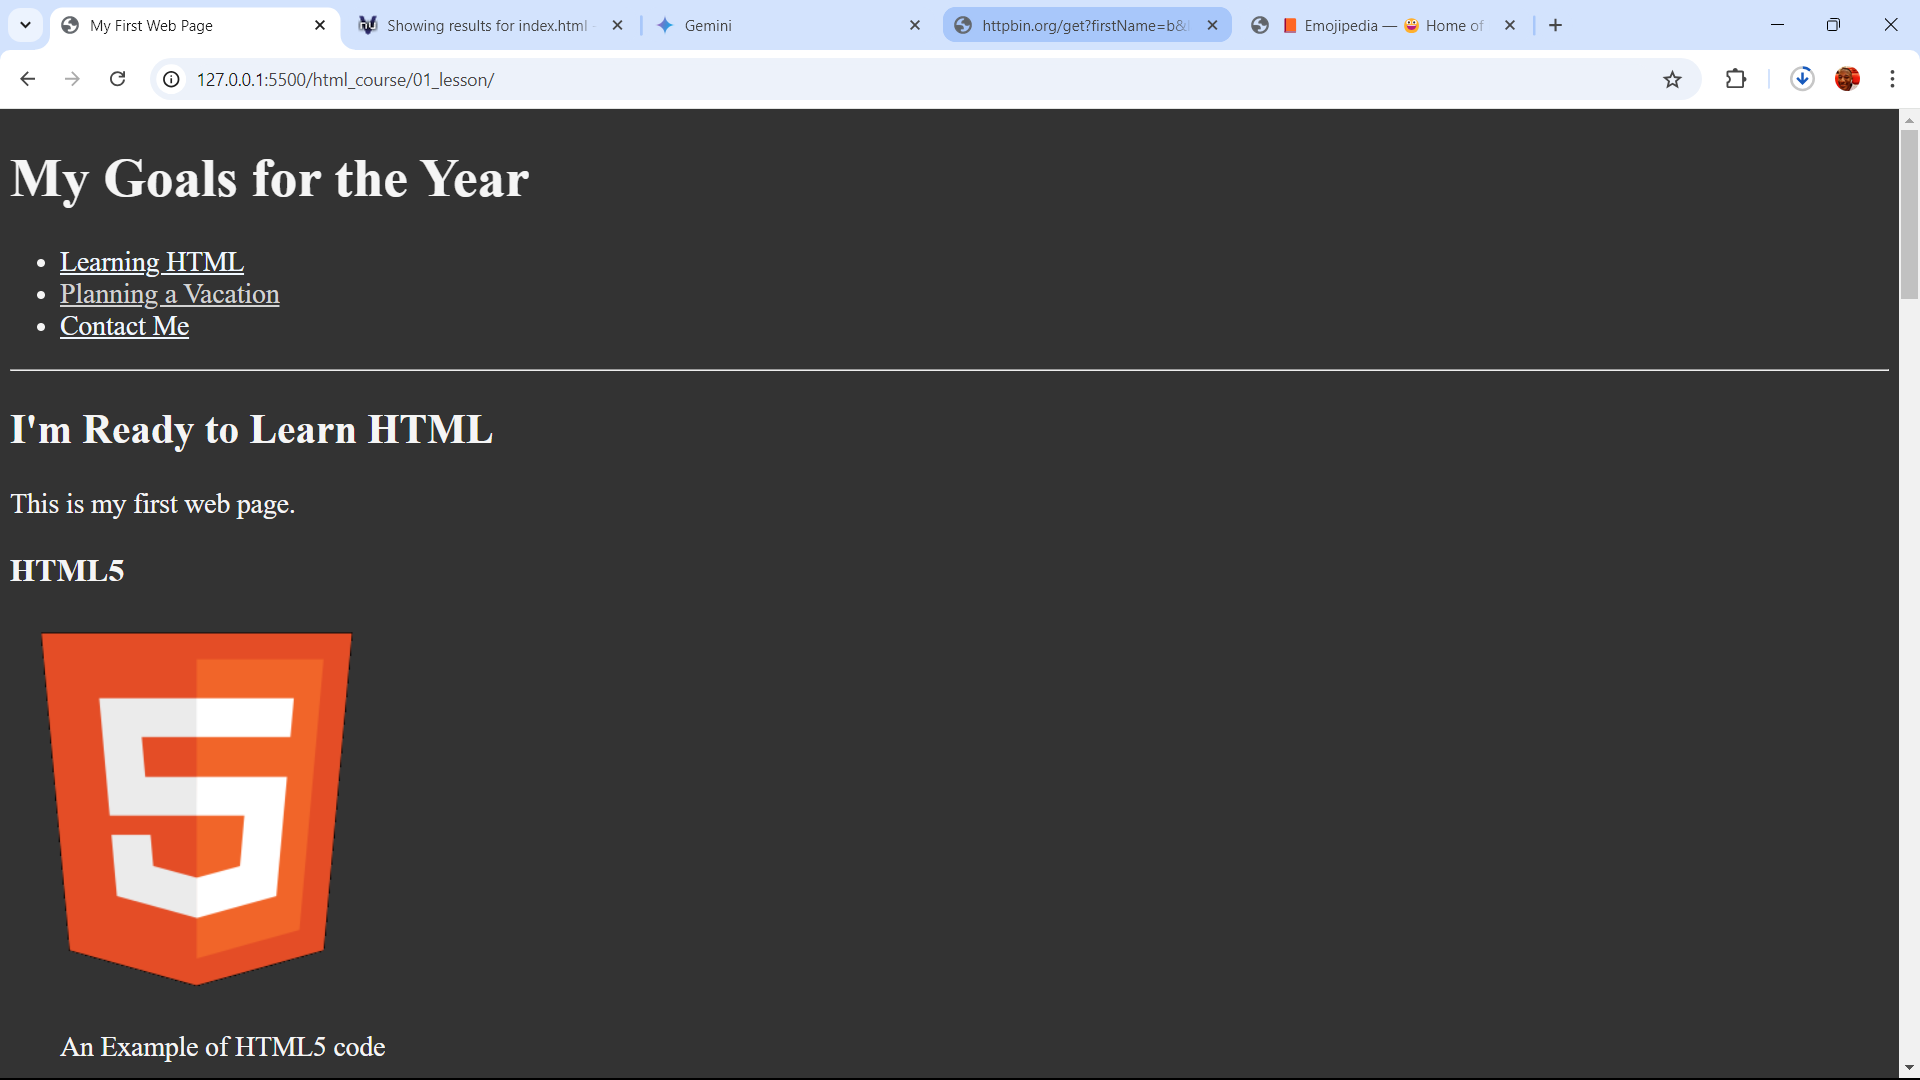 My First Web Page
Showing results for index.html -
Gemini
httpbin.org/get?firstName=b&
Emojipedia — 😃 Home of
127.0.0.1:5500/html_course/01_lesson/
My Goals for the Year
• Learning HTML
• Planning a Vacation
• Contact Me
I'm Ready to Learn HTML
This is my first web page.
HTML5
An Example of HTML5 code